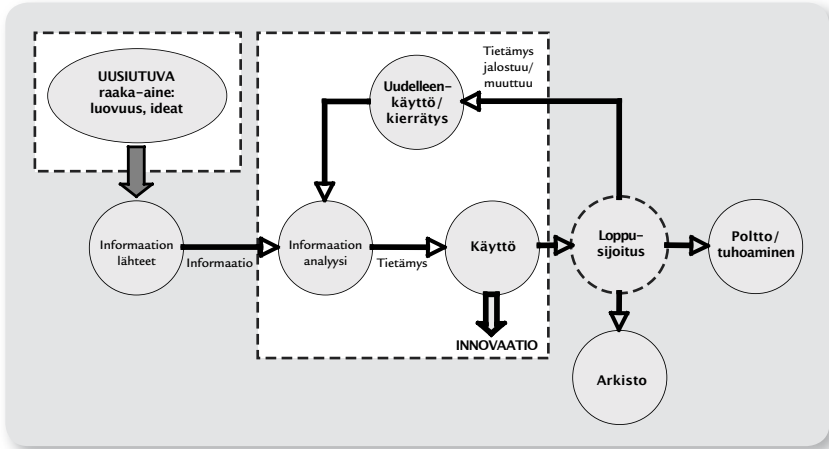 UUSIUTUVA
raaka-aine:
luovuus, ideat
Tietämys
jalostuu/
muuttuu
Uudelleen-
käyttö/
kierrätys
Informaation
lähteet
Informaatio
Informaation
analyysi
Tietämys
Käyttö
Loppu-
sijoitus
Poltto/
tuhoaminen
INNOVAATIO
Arkisto